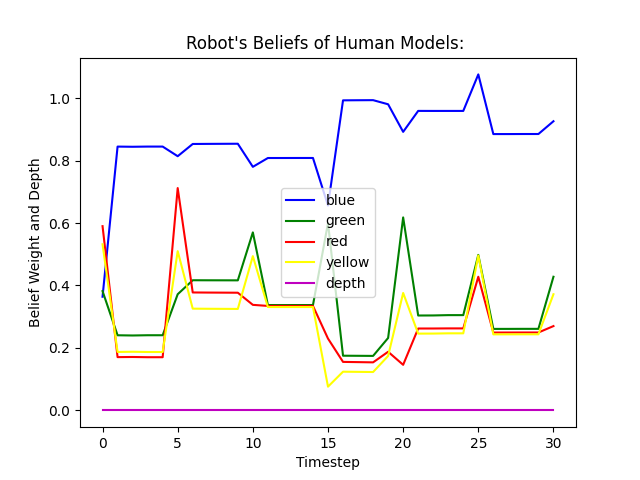 Robot's Beliefs of Human Models:
Belief Weight and Depth
1.0
0.8
0.6
0.4
0.2
0.0
blue
green
red
yellow
depth
0 5 10 15 20 25 30
Timestep